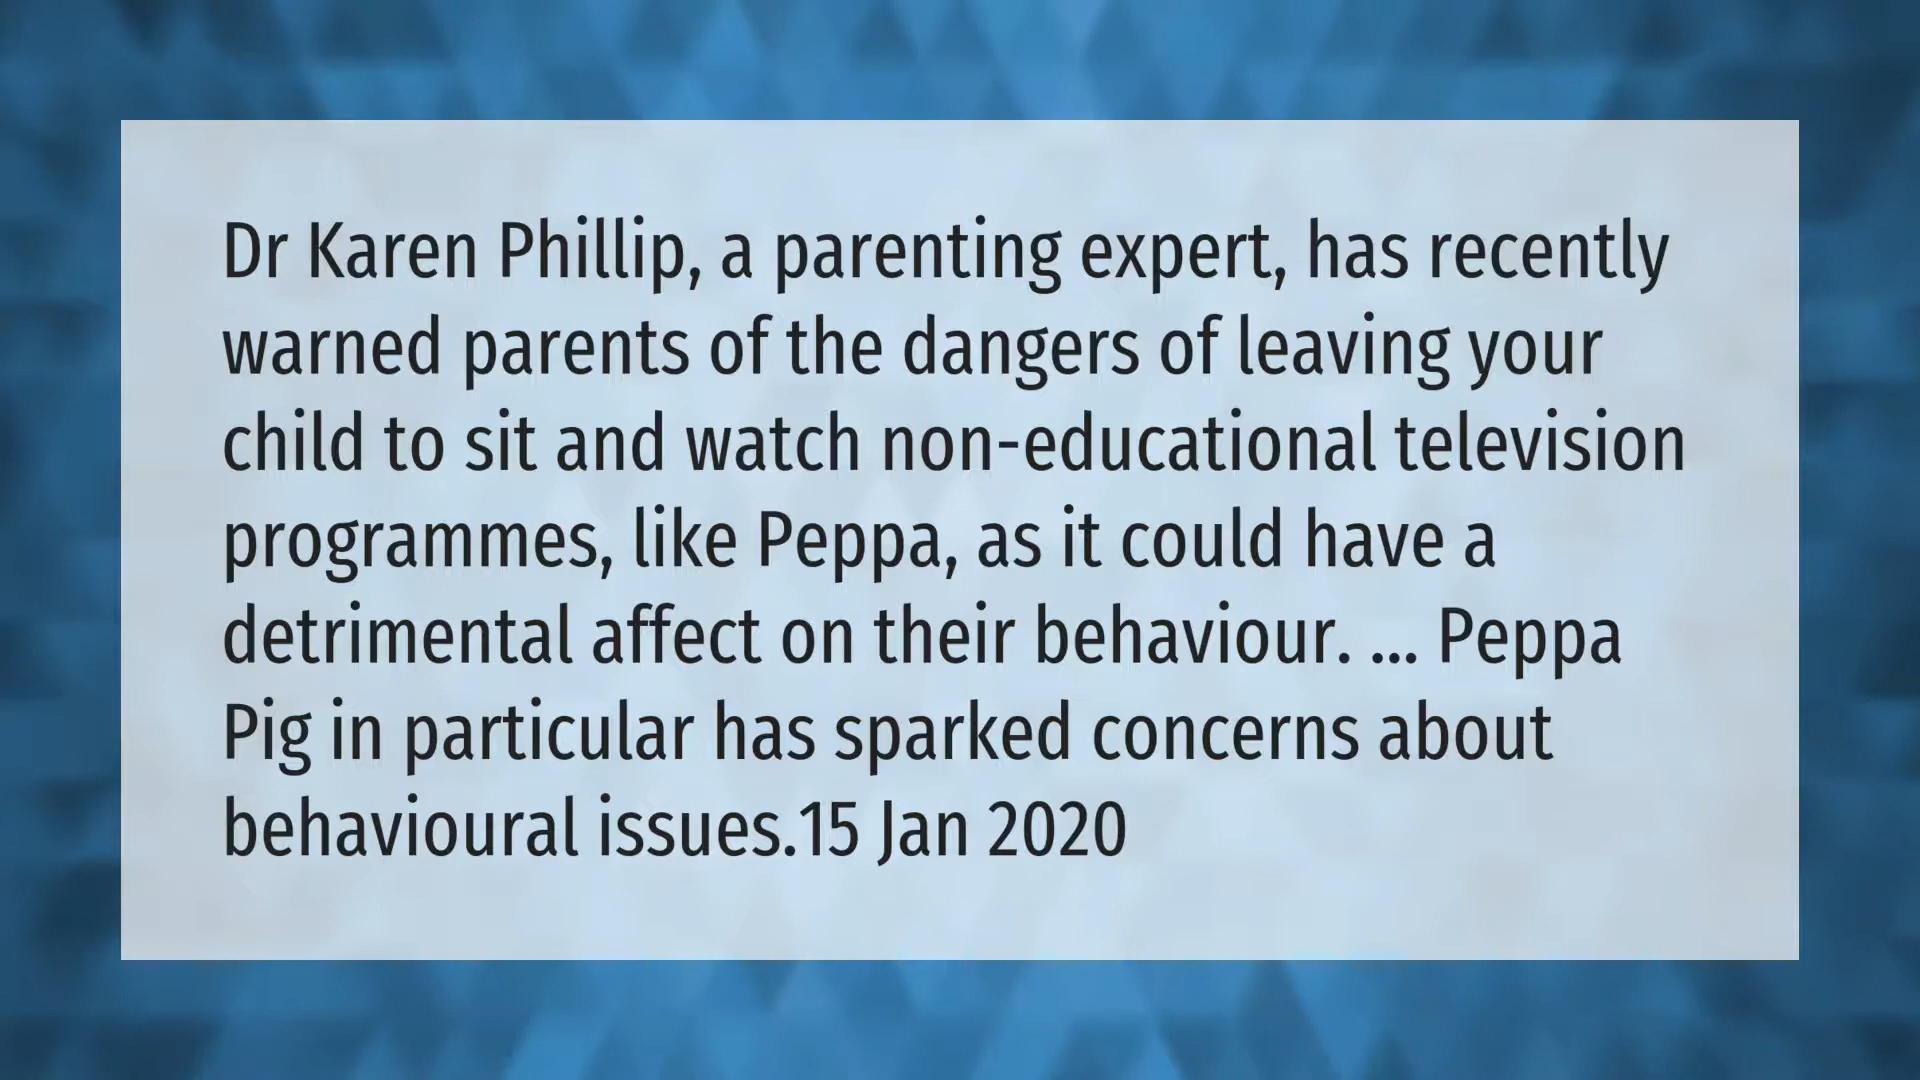 Dr Karen Phillip, a parenting expert, has recently
warned parents of the dangers of leaving your
child to sit and watch non-educational television
programmes, like Peppa, as it could have a
detrimental affect on their behaviour. ... Peppa
Pig in particular has sparked concerns about
behavioural issues.15 Jan 2020